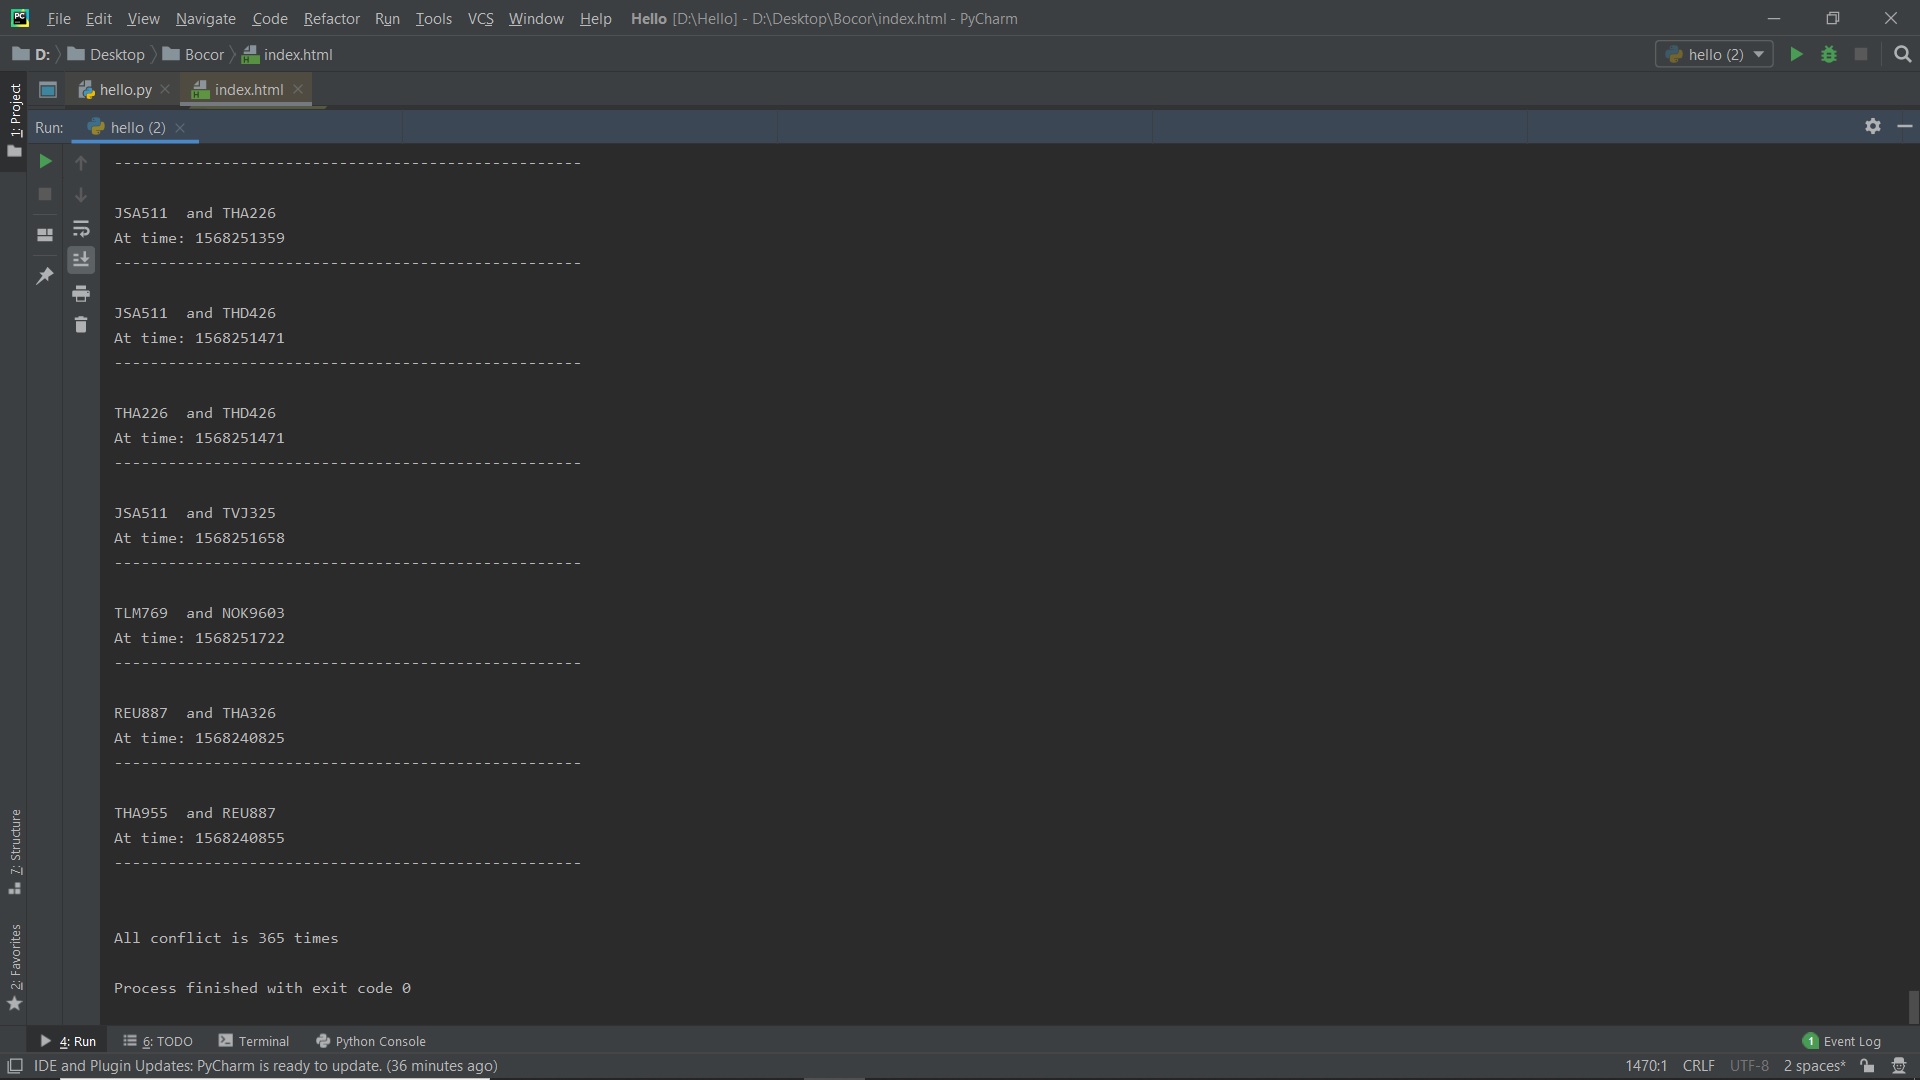 File Edit View Navigate Code Refactor Run Tools VCS Window Help Hello [D:\Hello] - D:\Desktop\Bocor\index.html - PyCharm
D: Desktop Bocor index.html hello (2)
hello.py index.html
1: Project
Run: hello (2)
----------------------------------------------------
JSA511  and THA226
At time: 1568251359
----------------------------------------------------
JSA511  and THD426
At time: 1568251471
----------------------------------------------------
THA226  and THD426
At time: 1568251471
----------------------------------------------------
JSA511  and TVJ325
At time: 1568251658
----------------------------------------------------
TLM769  and NOK9603
At time: 1568251722
----------------------------------------------------
REU887  and THA326
At time: 1568240825
----------------------------------------------------
THA955  and REU887
At time: 1568240855
----------------------------------------------------
All conflict is 365 times
Process finished with exit code 0
7: Structure
2: Favorites
4: Run 6: TODO Terminal Python Console 1 Event Log
IDE and Plugin Updates: PyCharm is ready to update. (36 minutes ago) 1470:1 CRLF UTF-8 2 spaces*